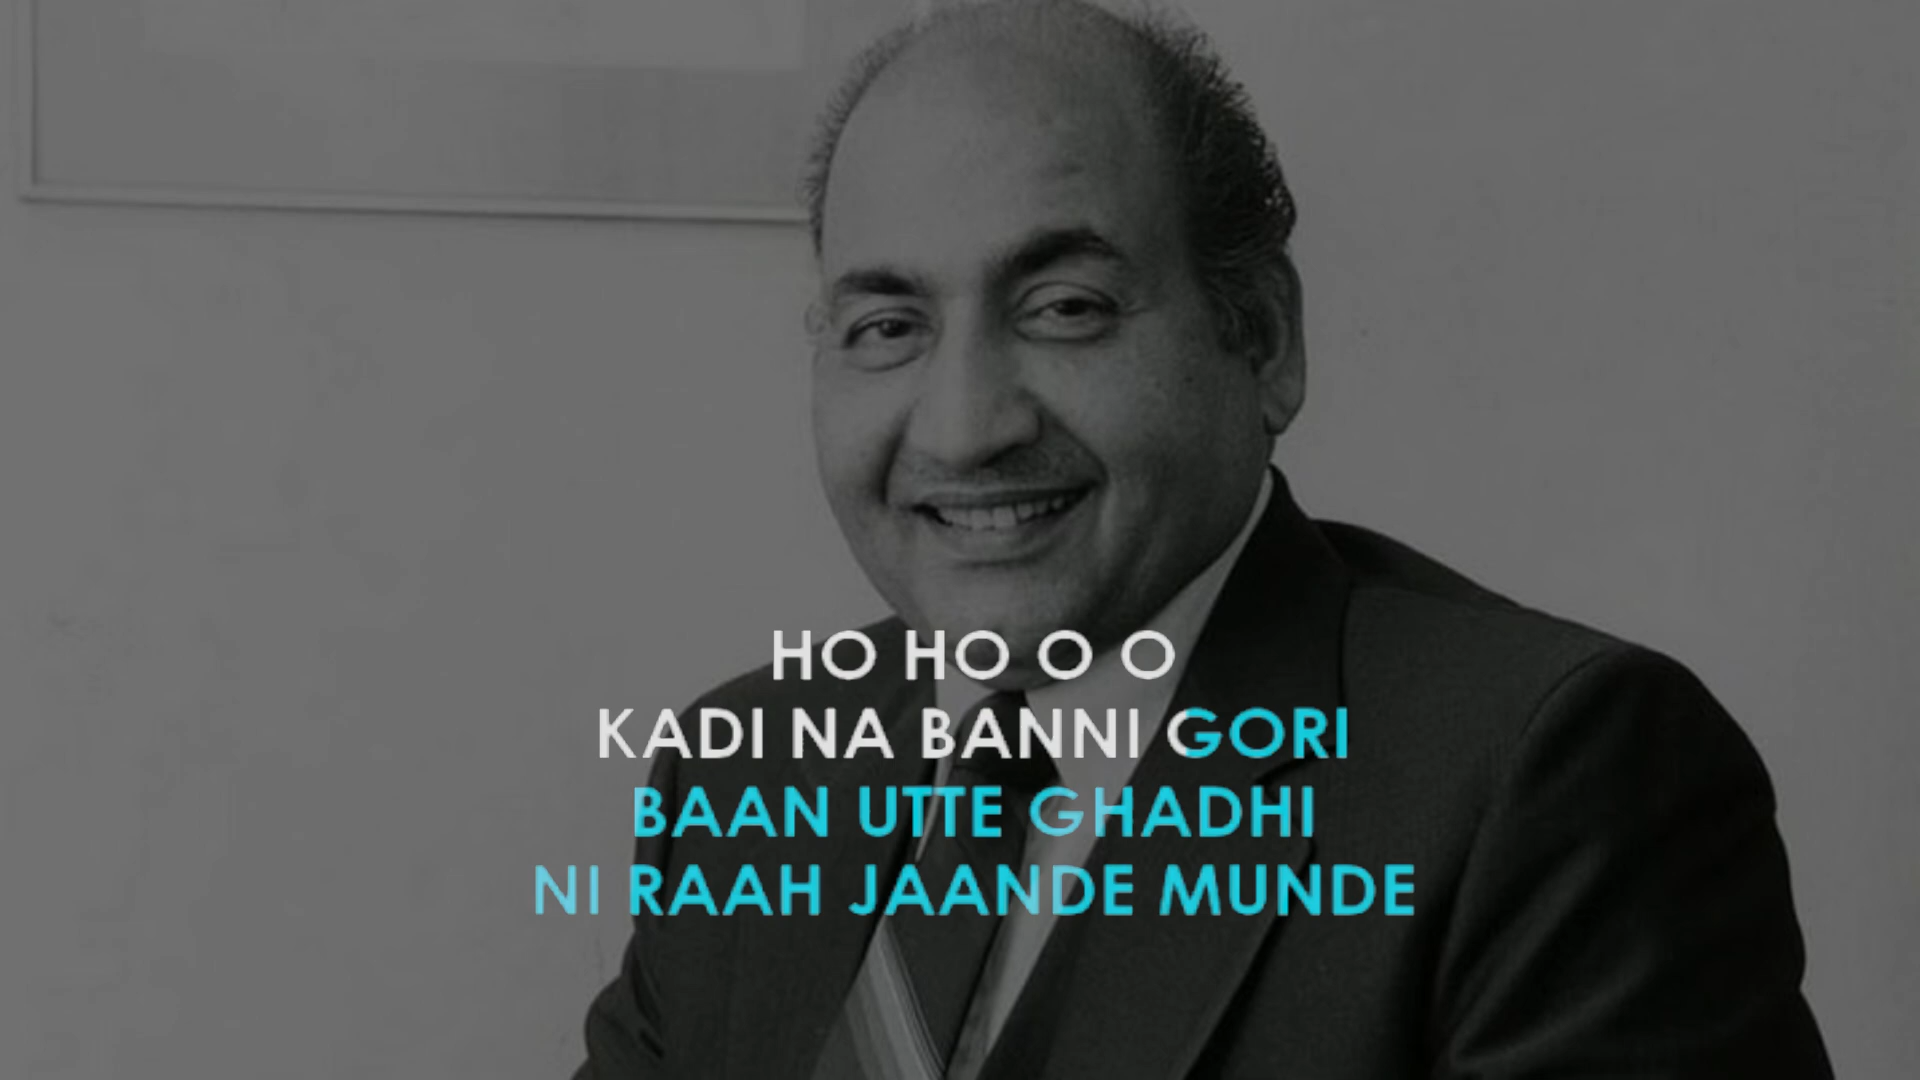 HO HO O O
KADI NA BANNI GORI
BAAN UTTE GHADHI
NI RAAH JAANDE MUNDE